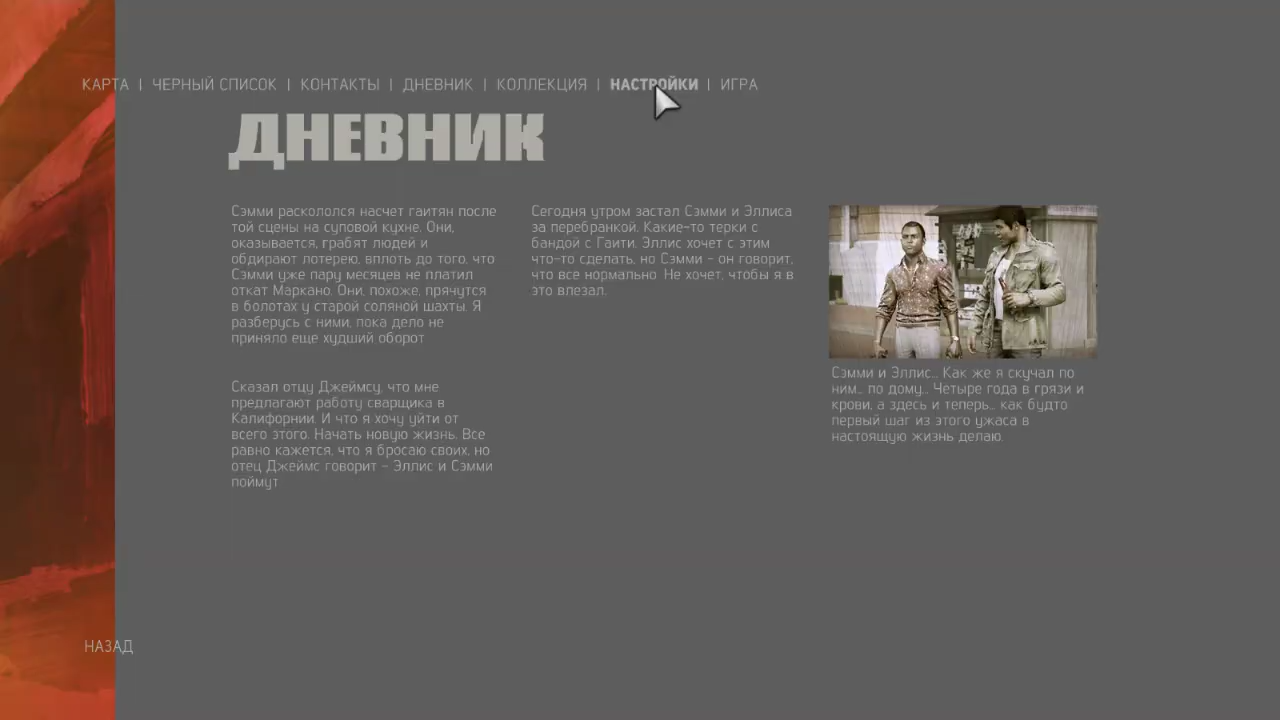 КАРТА | ЧЕРНЫЙ СПИСОК | КОНТАКТЫ | ДНЕВНИК | КОЛЛЕКЦИЯ | НАСТРОЙКИ | ИГРА
ДНЕВНИК
Сэмми раскололся насчет гаитян после
той сцены на суповой кухне. Они,
оказывается, грабят людей и
обдирают лотерею, вплоть до того, что
Сэмми уже пару месяцев не платил
откат Маркано. Они, похоже, прячутся
в болотах у старой соляной шахты. Я
разберусь с ними, пока дело не
приняло еще худший оборот
Сказал отцу Джеймсу, что мне
предлагают работу сварщика в
Калифорнии. И что я хочу уйти от
всего этого. Начать новую жизнь. Все
равно кажется, что я бросаю своих, но
отец Джеймс говорит - Эллис и Сэмми
поймут
Сегодня утром застал Сэмми и Эллиса
за перебранкой. Какие-то терки с
бандой с Гаити. Эллис хочет с этим
что-то сделать, но Сэмми - он говорит,
что все нормально. Не хочет, чтобы я в
это влезал.
Сэмми и Эллис... Как же я скучал по
ним... по дому... Четыре года в грязи и
крови, а здесь и теперь... как будто
первый шаг из этого ужаса в
настоящую жизнь делаю.
НАЗАД